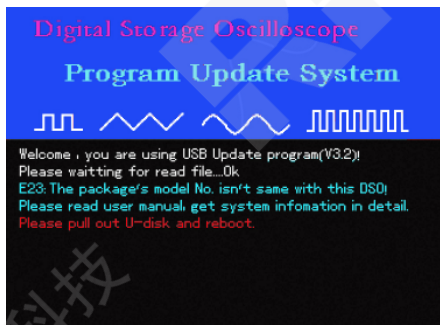 Digital Storage Oscilloscope
Program Update System
Welcome , you are using USB Update program(V3.2)!
Please waitting for read file....Ok
E23: The package's model No. isn't same with this DSO!
Please read user manual, get system infomation in detail.
Please pull out U-disk and reboot.
科技